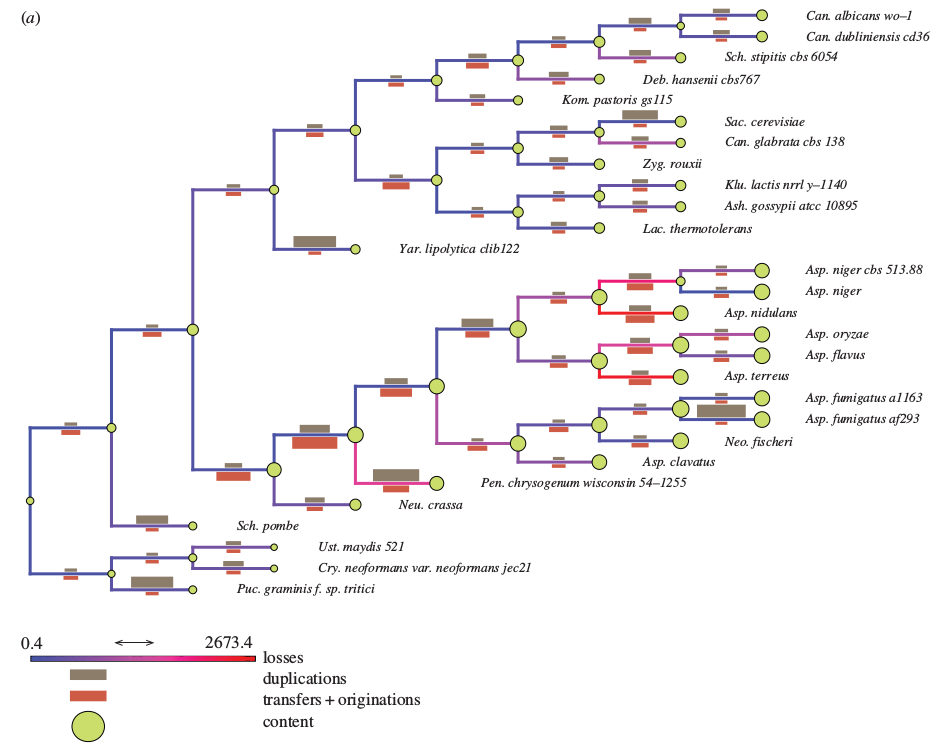 (a)
Can. albicans wo–1
Can. dubliniensis cd36
Sch. stipitis cbs 6054
Deb. hansenii cbs767
Kom. pastoris gs115
Sac. cerevisiae
Can. glabrata cbs 138
Zyg. rouxii
Klu. lactis nrrl y–1140
Ash. gossypii atcc 10895
Lac. thermotolerans
Yar. lipolytica clib122
Asp. niger cbs 513.88
Asp. niger
Asp. nidulans
Asp. oryzae
Asp. flavus
Asp. terreus
Asp. fumigatus a1163
Asp. fumigatus af293
Neo. fischeri
Asp. clavatus
Pen. chrysogenum wisconsin 54–1255
Neu. crassa
Sch. pombe
Ust. maydis 521
Cry. neoformans var. neoformans jec21
Puc. graminis f. sp. tritici
0.4 2673.4
losses
duplications
transfers + originations
content